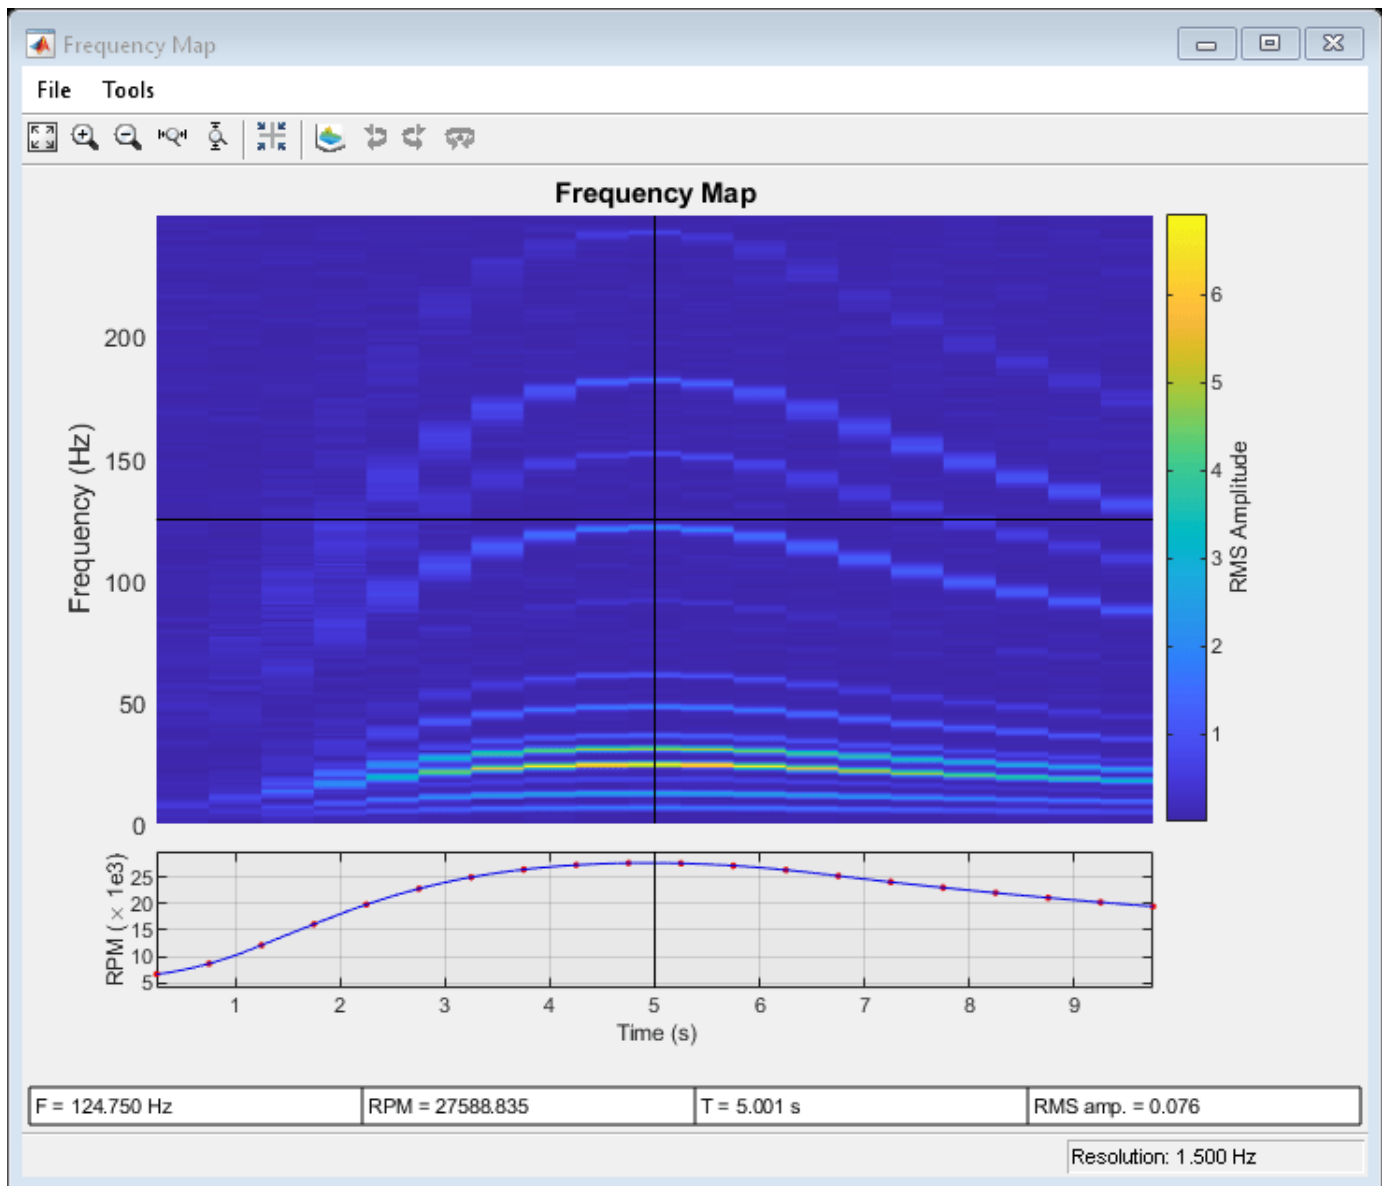 Frequency Map
File Tools
Frequency Map
Frequency (Hz)
200
150
100
50
0
6
5
4
3
2
1
RMS Amplitude
RPM ( × 1e3)
25
20
15
10
5
1 2 3 4 5 6 7 8 9
Time (s)
F = 124.750 Hz RPM = 27588.835 T = 5.001 s RMS amp. = 0.076
Resolution: 1.500 Hz